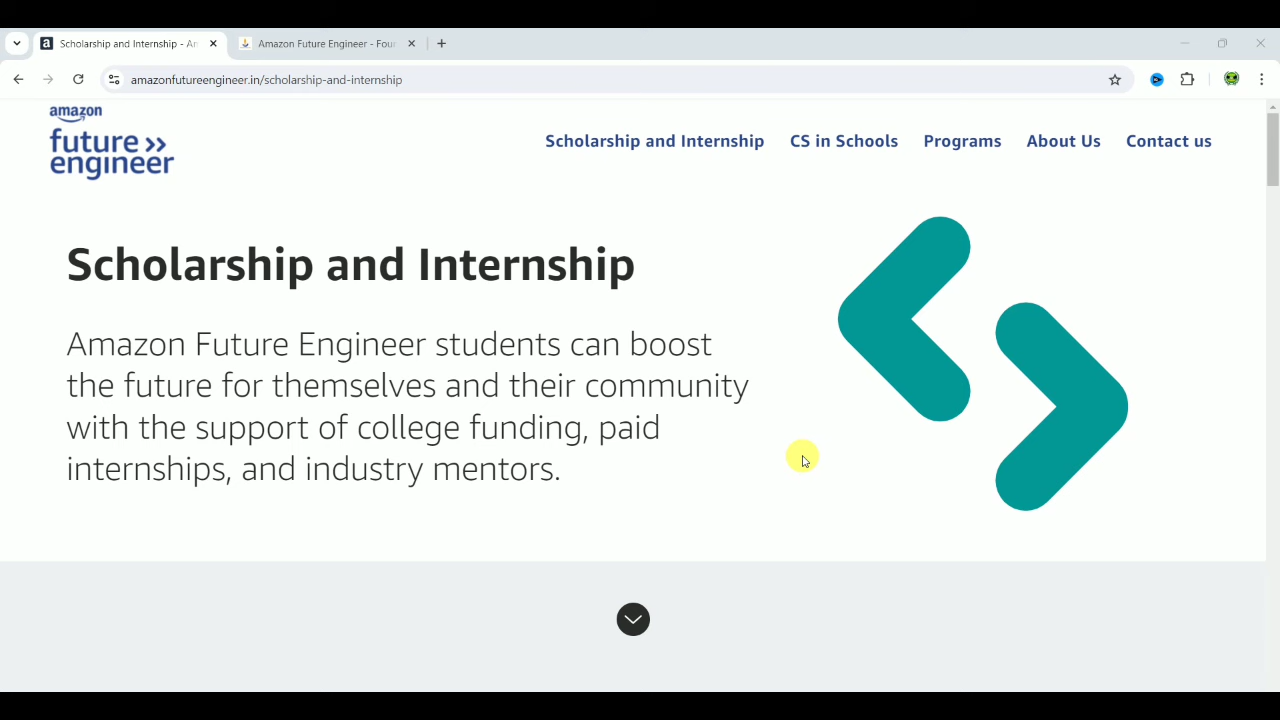 Scholarship and Internship - An
Amazon Future Engineer - Four
amazonfutureengineer.in/scholarship-and-internship
amazon
future >>
engineer
Scholarship and Internship
CS in Schools
Programs
About Us
Contact us
Scholarship and Internship
Amazon Future Engineer students can boost
the future for themselves and their community
with the support of college funding, paid
internships, and industry mentors.